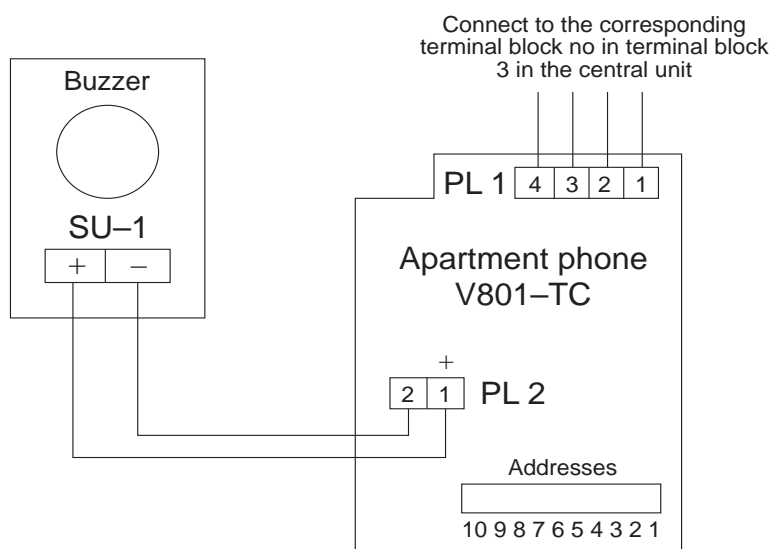 Connect to the corresponding
terminal block no in terminal block
3 in the central unit
Buzzer
SU–1
+ −
PL 1 4 3 2 1
Apartment phone
V801–TC
+
2 1 PL 2
Addresses
10 9 8 7 6 5 4 3 2 1